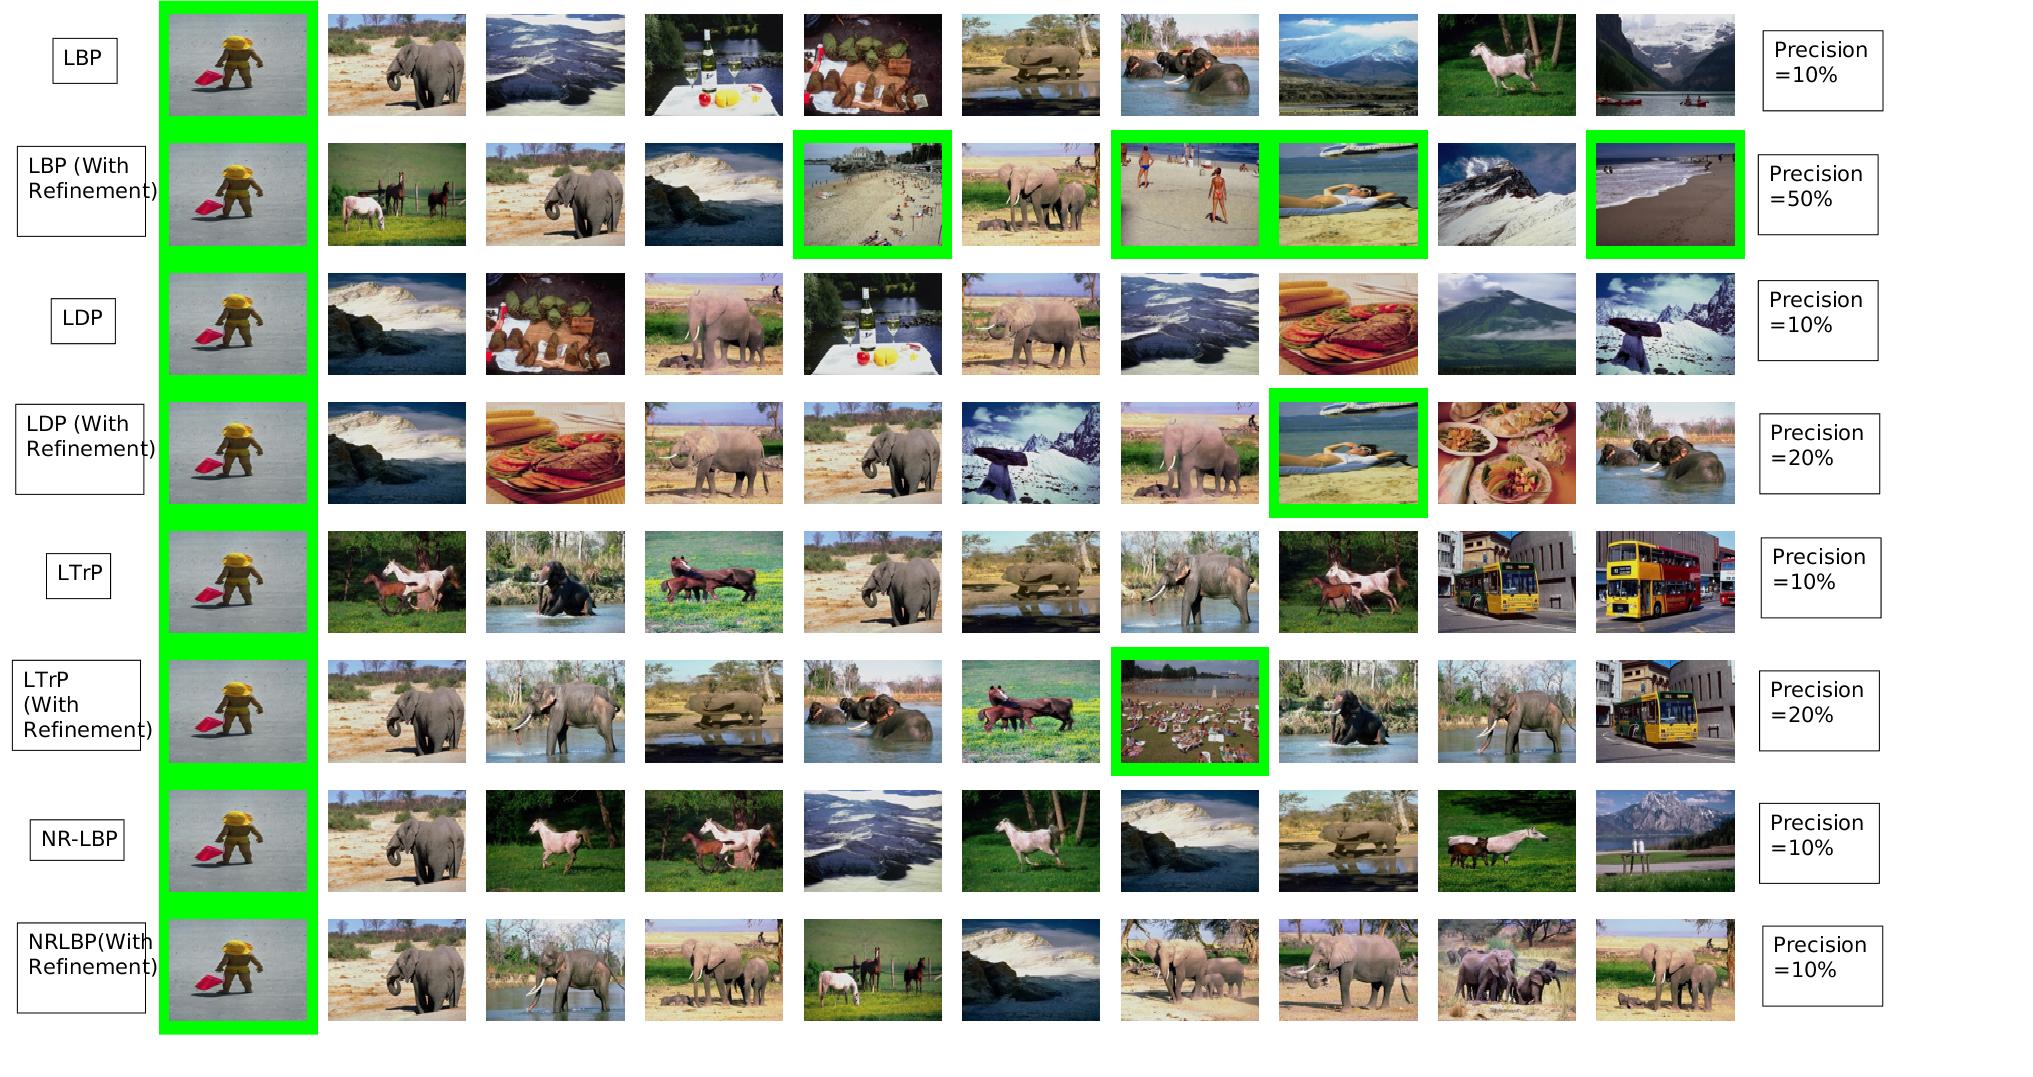 LBP
Precision
=10%
LBP (With
Refinement)
Precision
=50%
LDP
Precision
=10%
LDP (With
Refinement)
Precision
=20%
LTrP
Precision
=10%
LTrP
(With
Refinement)
Precision
=20%
NR-LBP
Precision
=10%
NRLBP(With
Refinement)
Precision
=10%